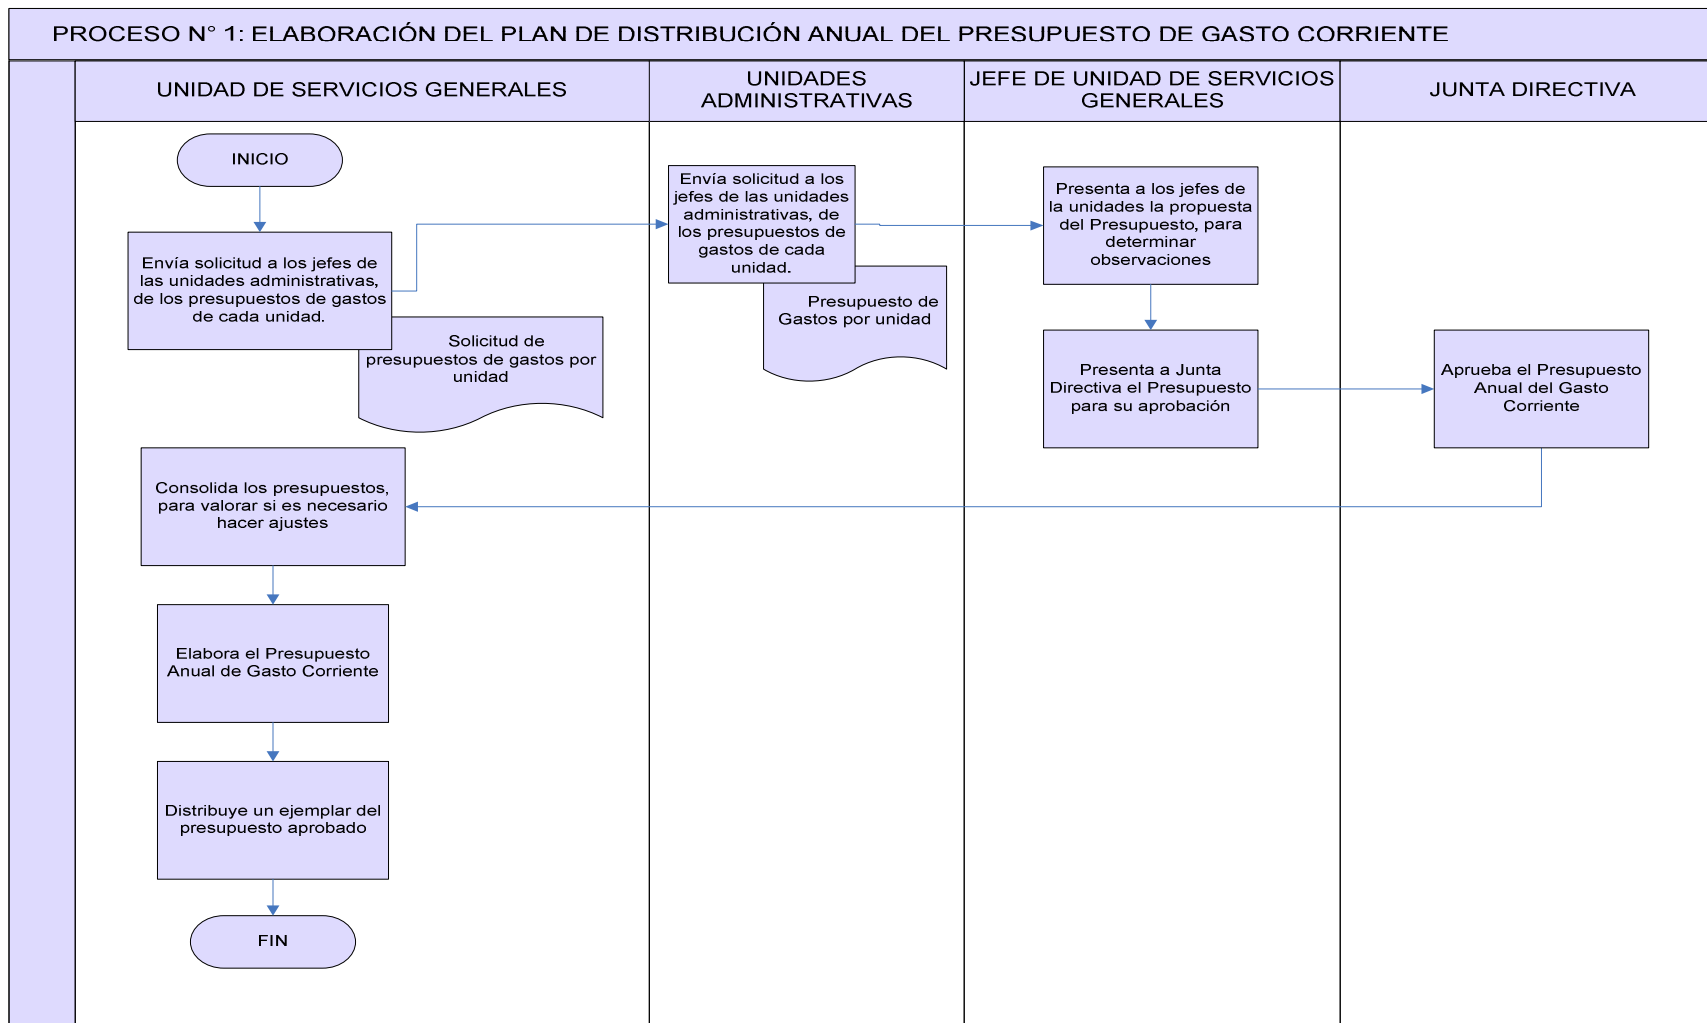 PROCESO N° 1: ELABORACIÓN DEL PLAN DE DISTRIBUCIÓN ANUAL DEL PRESUPUESTO DE GASTO CORRIENTE
UNIDAD DE SERVICIOS GENERALES
UNIDADES
ADMINISTRATIVAS
JEFE DE UNIDAD DE SERVICIOS
GENERALES
JUNTA DIRECTIVA
INICIO
Envía solicitud a los jefes de
las unidades administrativas,
de los presupuestos de gastos
de cada unidad.
Solicitud de
presupuestos de gastos por
unidad
Envía solicitud a los
jefes de las unidades
administrativas, de
los presupuestos de
gastos de cada
unidad.
Presupuesto de
Gastos por unidad
Presenta a los jefes de
la unidades la propuesta
del Presupuesto, para
determinar
observaciones
Presenta a Junta
Directiva el Presupuesto
para su aprobación
Aprueba el Presupuesto
Anual del Gasto
Corriente
Consolida los presupuestos,
para valorar si es necesario
hacer ajustes
Elabora el Presupuesto
Anual de Gasto Corriente
Distribuye un ejemplar del
presupuesto aprobado
FIN